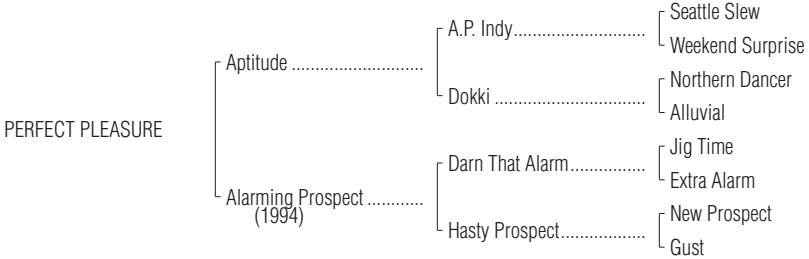 Seattle Slew
A.P. Indy..............................
Weekend Surprise
Aptitude ..............................
Northern Dancer
Dokki ..................................
Alluvial
PERFECT PLEASURE
Jig Time
Darn That Alarm..................
Extra Alarm
Alarming Prospect .............
(1994)
New Prospect
Hasty Prospect....................
Gust